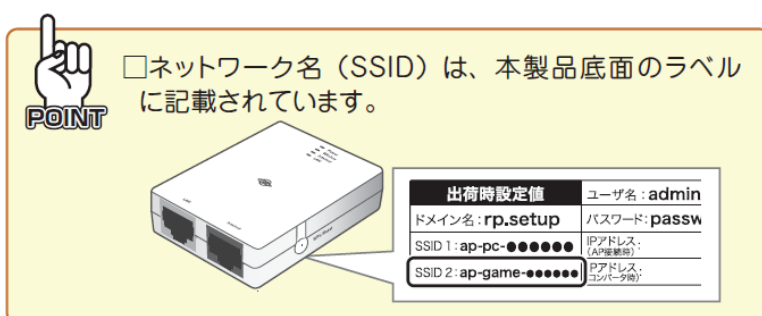 POINT
□ネットワーク名（SSID）は、本製品底面のラベル
に記載されています。
出荷時設定値
ユーザ名：admin
ドメイン名：rp.setup
パスワード：passw
SSID 1：ap-pc-●●●●●●
IPアドレス：
（AP接続時）
SSID 2：ap-game-●●●●●●
Pアドレス：
コンバータ時）